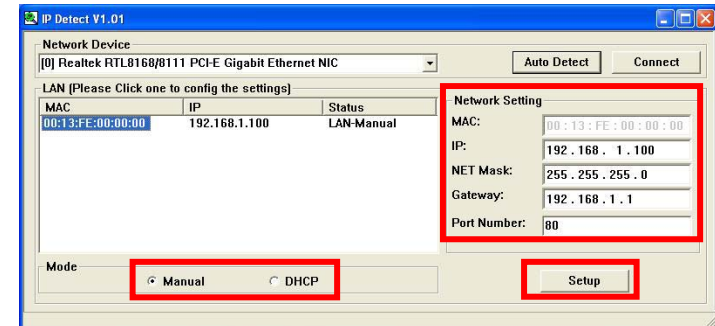 IP Detect V1.01
Network Device
[0] Realtek RTL8168/8111 PCI-E Gigabit Ethernet NIC
Auto Detect
Connect
LAN (Please Click one to config the settings)
MAC IP Status
00:13:FE:00:00:00 192.168.1.100 LAN-Manual
Network Setting
MAC: 00 : 13 : FE : 00 : 00 : 00
IP: 192 . 168 . 1 . 100
NET Mask: 255 . 255 . 255 . 0
Gateway: 192 . 168 . 1 . 1
Port Number: 80
Mode
Manual DHCP
Setup